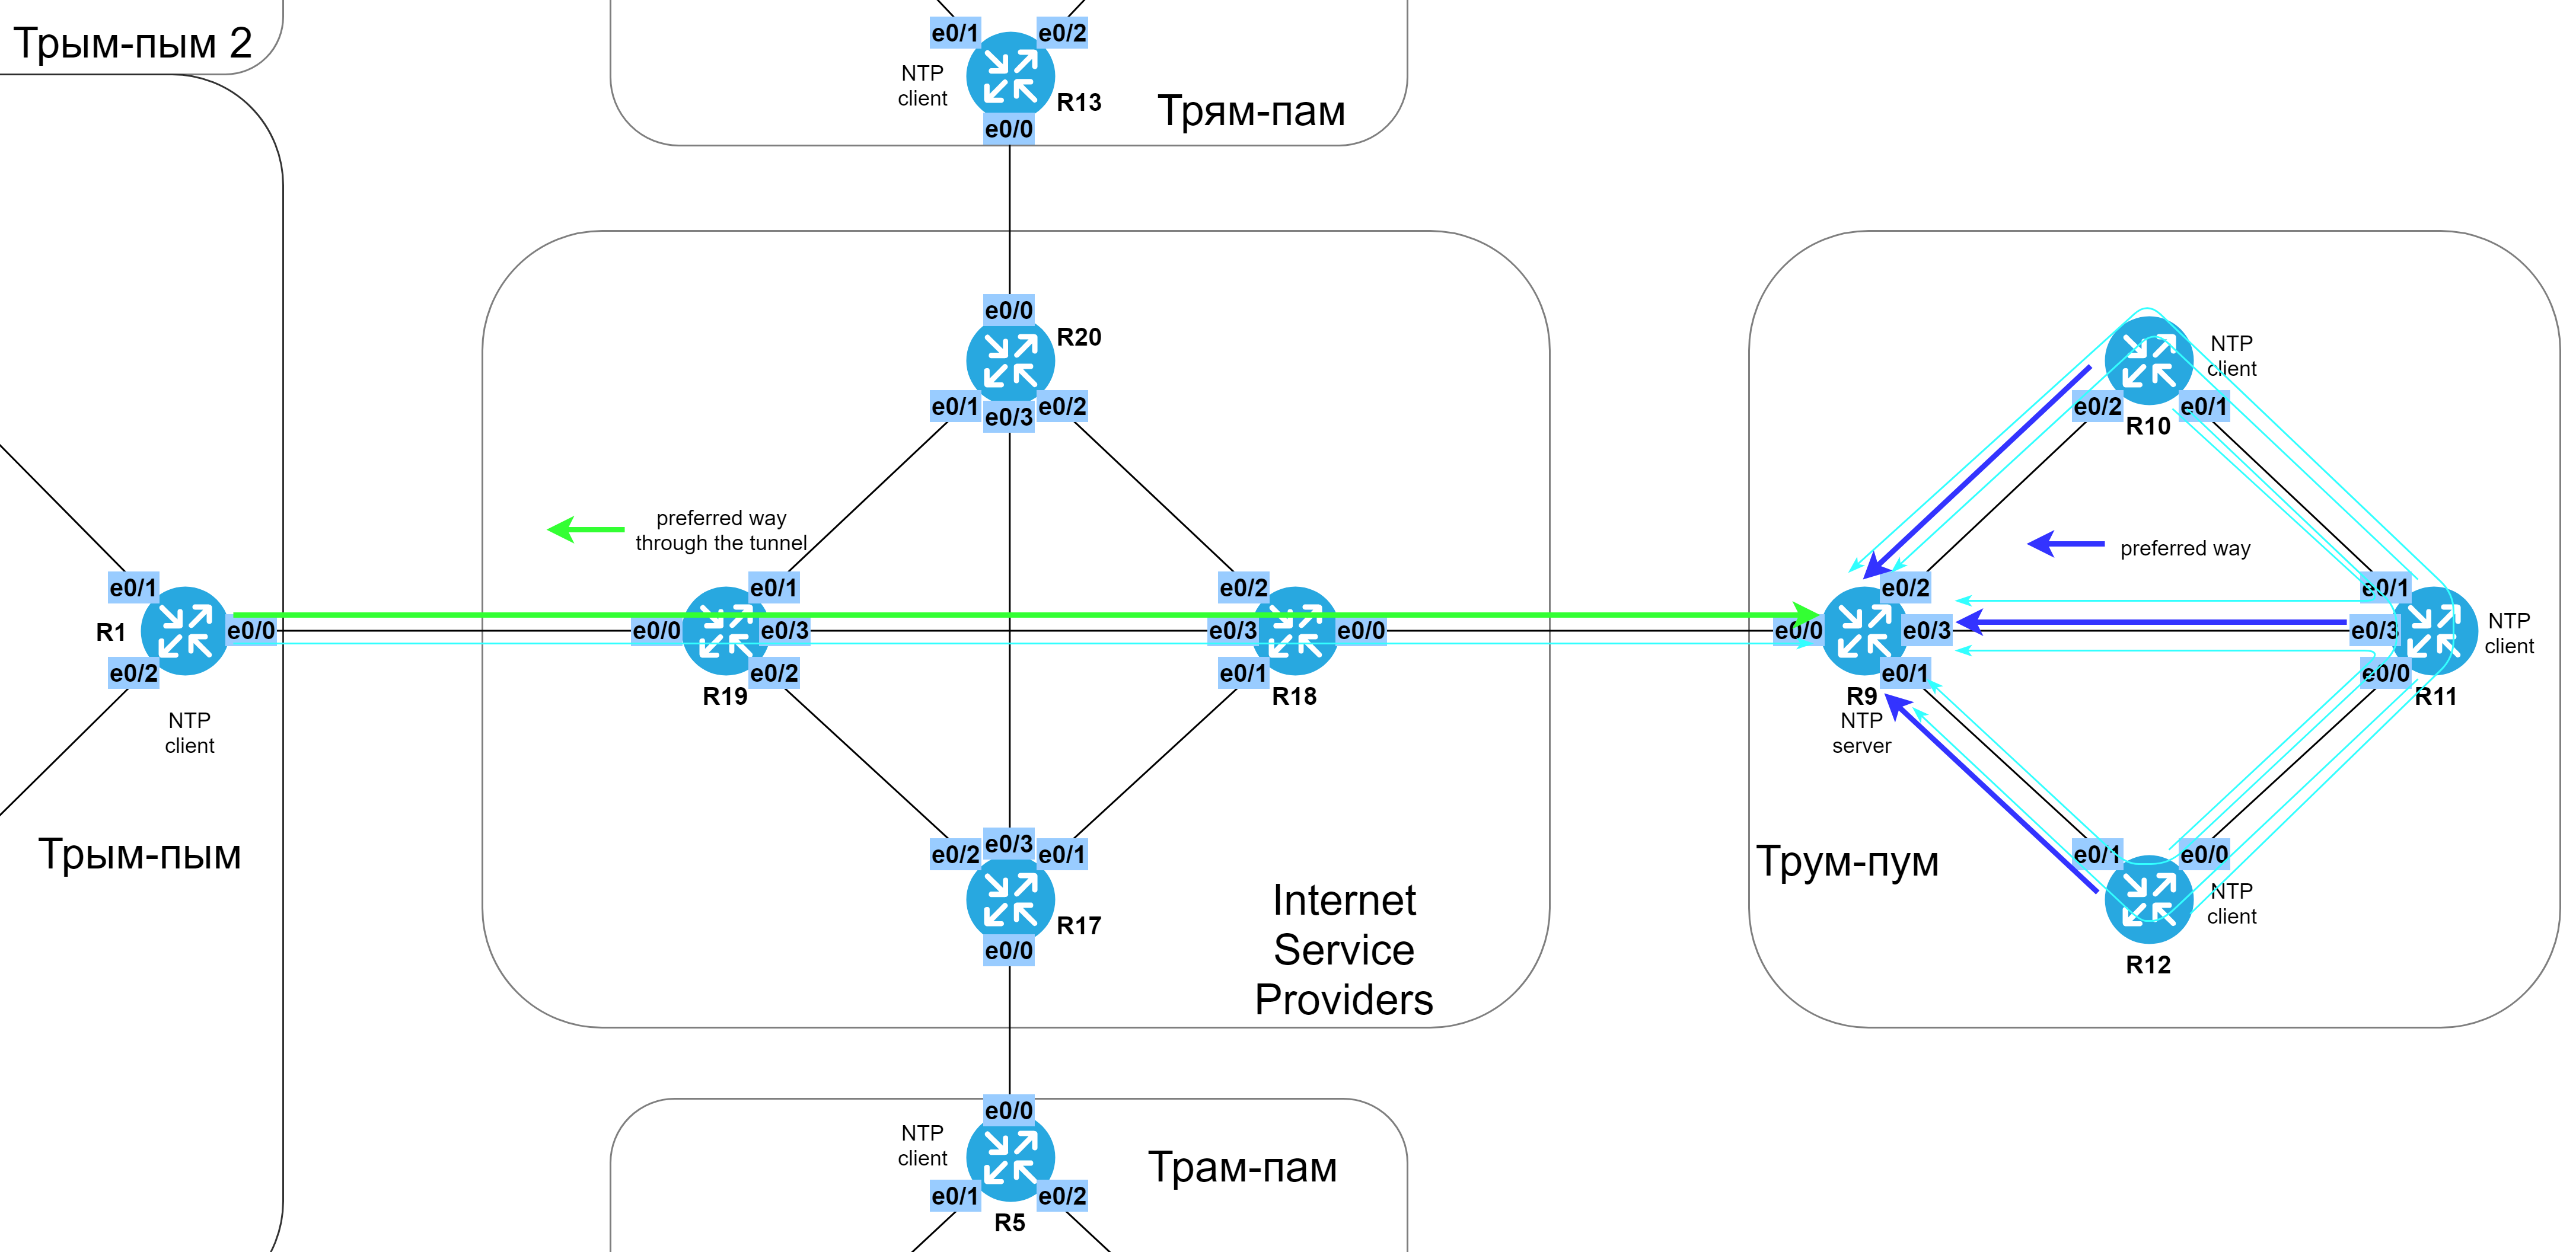 Трым-пым 2
e0/1
e0/2
NTP
client
R13
Трям-пам
e0/0
e0/0
R20
e0/1
e0/3
e0/2
preferred way
through the tunnel
e0/1
e0/2
e0/1
R1
e0/0
e0/2
NTP
client
Трым-пым
e0/0
e0/3
e0/2
R19
e0/3
e0/0
e0/1
R18
e0/2
e0/3
e0/1
R17
e0/0
Internet
Service
Providers
NTP
client
e0/2
e0/1
R10
preferred way
e0/2
e0/1
e0/0
e0/3
e0/3
NTP
client
e0/1
e0/0
R9
R11
NTP
server
e0/1
e0/0
Трум-пум
NTP
client
R12
e0/0
NTP
client
Трам-пам
e0/1
e0/2
R5